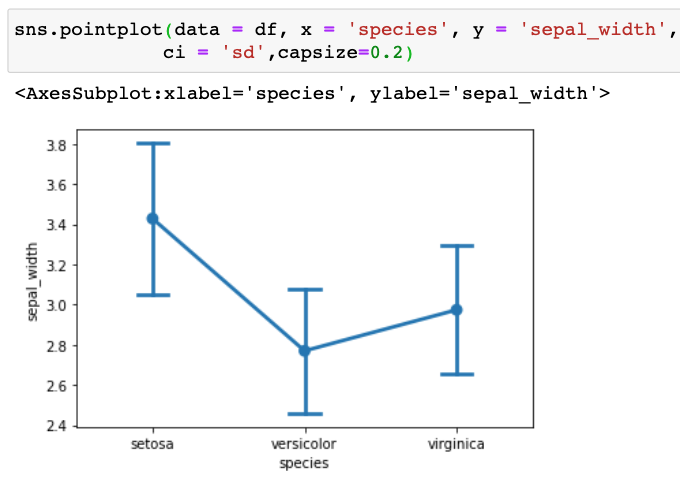 sns.pointplot(data = df, x = 'species', y = 'sepal_width',
ci = 'sd',capsize=0.2)
<AxesSubplot:xlabel='species', ylabel='sepal_width'>
3.8
3.6
3.4
3.2
3.0
2.8
2.6
2.4
sepal_width
setosa versicolor virginica
species